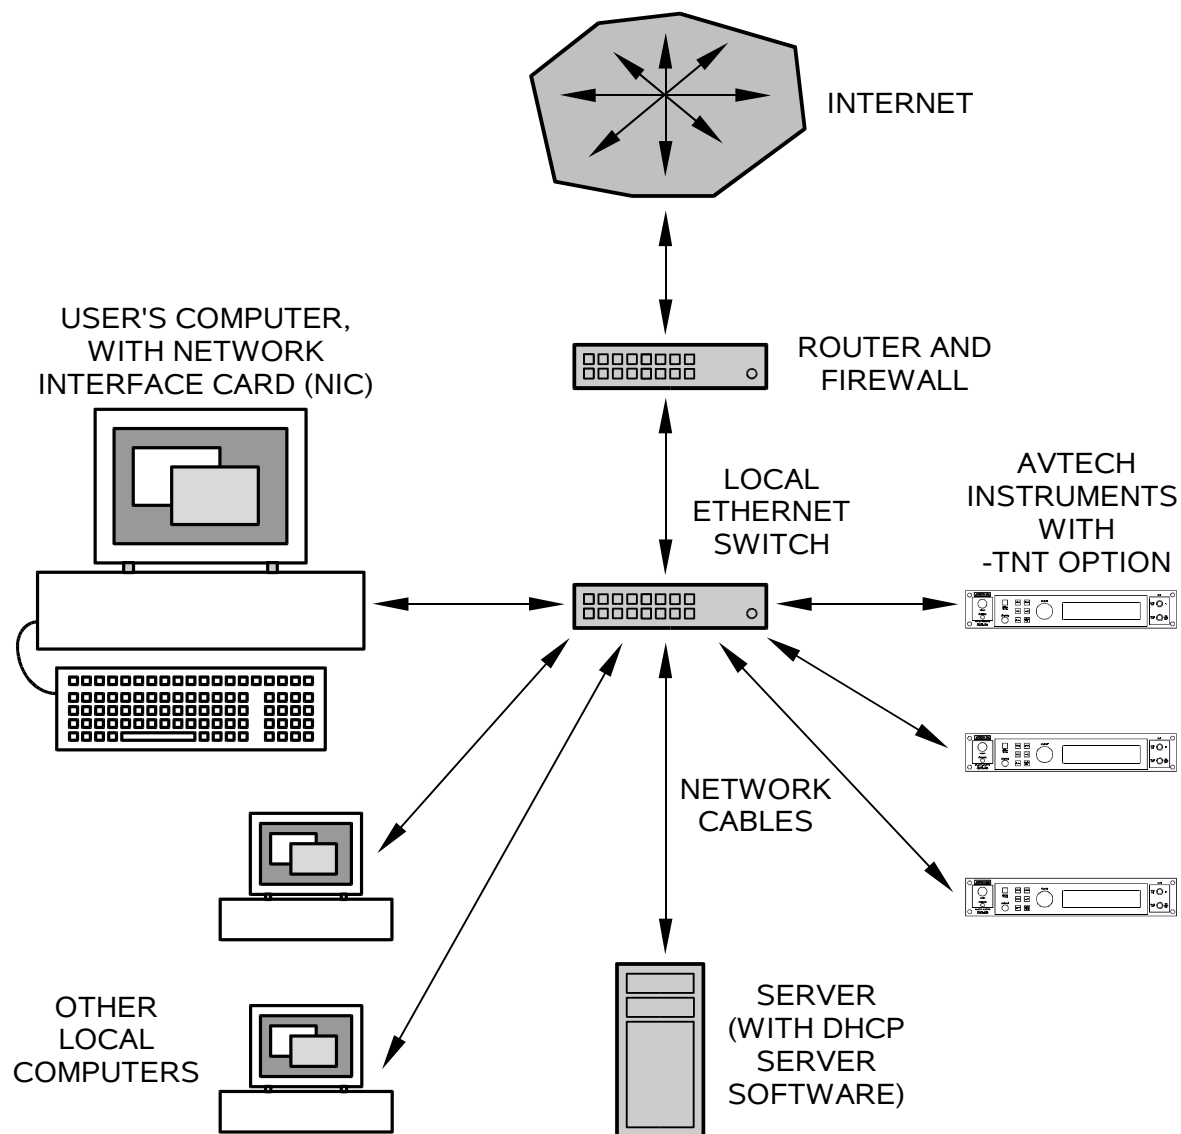 INTERNET
USER'S COMPUTER,
WITH NETWORK
INTERFACE CARD (NIC)
ROUTER AND
FIREWALL
LOCAL
ETHERNET
SWITCH
AVTECH
INSTRUMENTS
WITH
-TNT OPTION
NETWORK
CABLES
OTHER
LOCAL
COMPUTERS
SERVER
(WITH DHCP
SERVER
SOFTWARE)